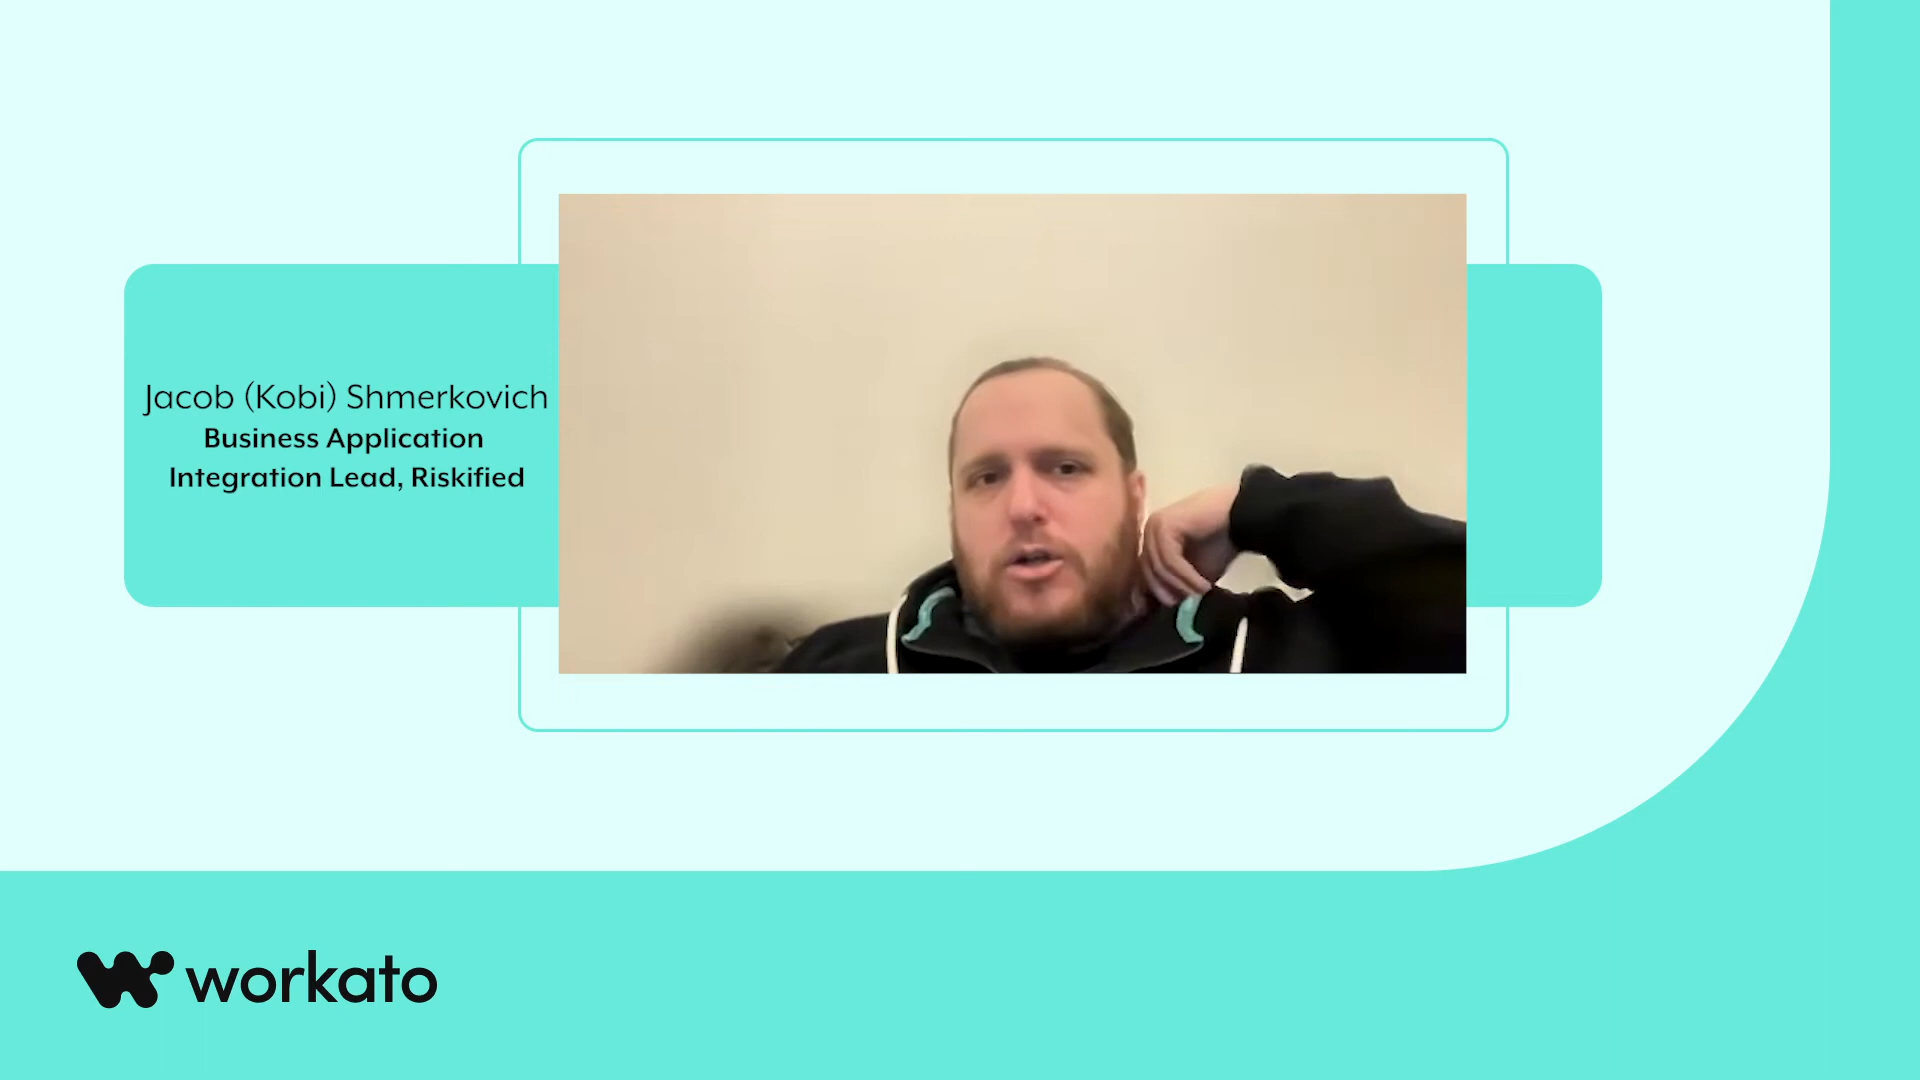 Jacob (Kobi) Shmerkovich
Business Application
Integration Lead, Riskified
workato